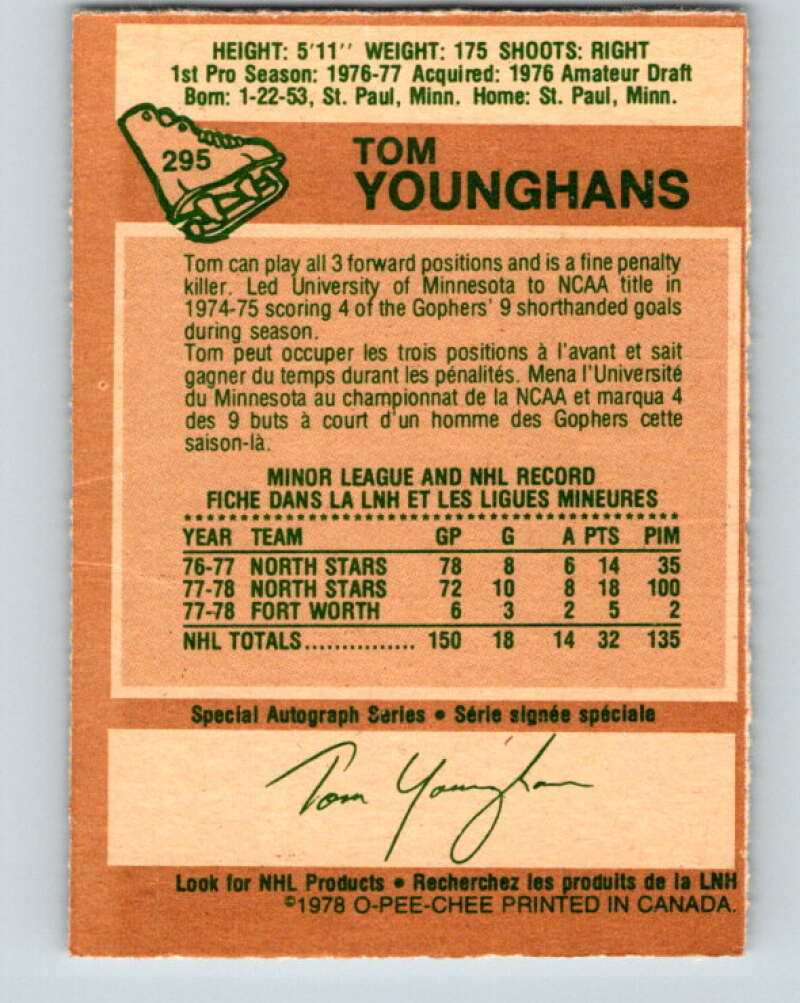 HEIGHT: 5'11'' WEIGHT: 175 SHOOTS: RIGHT
1st Pro Season: 1976-77 Acquired: 1976 Amateur Draft
Born: 1-22-53, St. Paul, Minn. Home: St. Paul, Minn.
295
TOM
YOUNGHANS
Tom can play all 3 forward positions and is a fine penalty
killer. Led University of Minnesota to NCAA title in
1974-75 scoring 4 of the Gophers' 9 shorthanded goals
during season.
Tom peut occuper les trois positions à l'avant et sait
gagner du temps durant les pénalités. Mena l'Université
du Minnesota au championnat de la NCAA et marqua 4
des 9 buts à court d'un homme des Gophers cette
saison-là.
MINOR LEAGUE AND NHL RECORD
FICHE DANS LA LNH ET LES LIGUES MINEURES
YEAR TEAM GP G A PTS PIM
76-77 NORTH STARS 78 8 6 14 35
77-78 NORTH STARS 72 10 8 18 100
77-78 FORT WORTH 6 3 2 5 2
NHL TOTALS................ 150 18 14 32 135
Special Autograph Series • Série signée spéciale
Tom Younghan
Look for NHL Products • Recherchez les produits de la LNH
©1978 O-PEE-CHEE PRINTED IN CANADA.